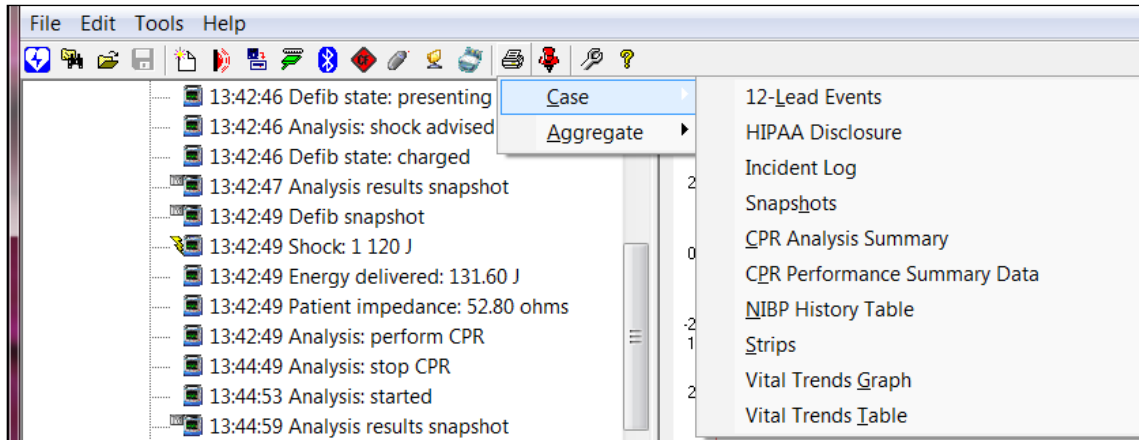 File Edit Tools Help
13:42:46 Defib state: presenting
13:42:46 Analysis: shock advised
13:42:46 Defib state: charged
13:42:47 Analysis results snapshot
13:42:49 Defib snapshot
13:42:49 Shock: 1 120 J
13:42:49 Energy delivered: 131.60 J
13:42:49 Patient impedance: 52.80 ohms
13:42:49 Analysis: perform CPR
13:44:49 Analysis: stop CPR
13:44:53 Analysis: started
13:44:59 Analysis results snapshot
Case
Aggregate
2
0
-2
1
2
12-Lead Events
HIPAA Disclosure
Incident Log
Snapshots
CPR Analysis Summary
CPR Performance Summary Data
NIBP History Table
Strips
Vital Trends Graph
Vital Trends Table